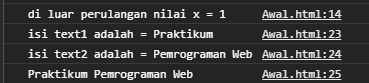 di luar perulangan nilai x = 1 Awal.html:14
isi text1 adalah = Praktikum Awal.html:23
isi text2 adalah = Pemrograman Web Awal.html:24
Praktikum Pemrograman Web Awal.html:25